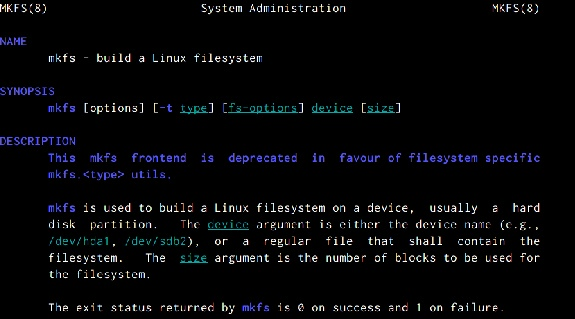 MKFS(8) System Administration MKFS(8)
NAME
mkfs - build a Linux filesystem
SYNOPSIS
mkfs [options] [-t type] [fs-options] device [size]
DESCRIPTION
This mkfs frontend is deprecated in favour of filesystem specific
mkfs.<type> utils.
mkfs is used to build a Linux filesystem on a device, usually a hard
disk partition. The device argument is either the device name (e.g.,
/dev/hda1, /dev/sdb2), or a regular file that shall contain the
filesystem. The size argument is the number of blocks to be used for
the filesystem.
The exit status returned by mkfs is 0 on success and 1 on failure.